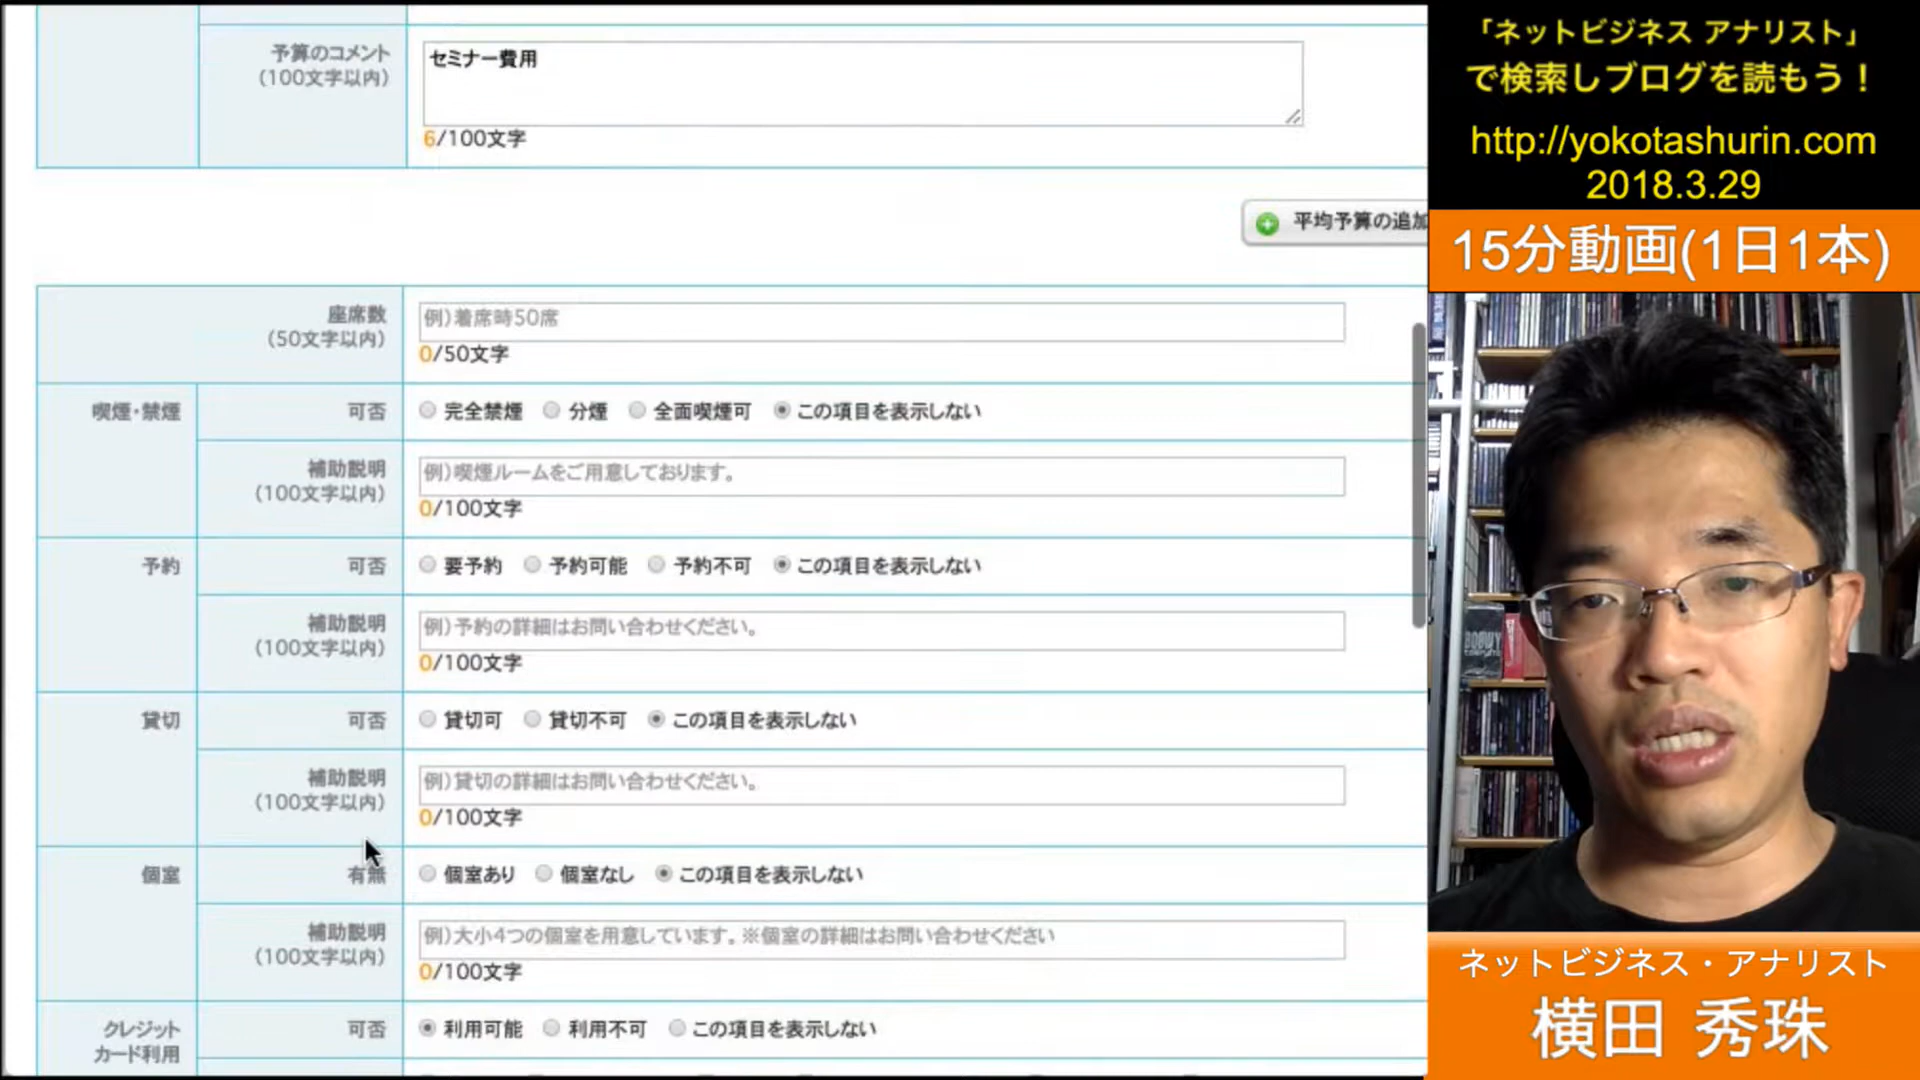 予算のコメント
(100文字以内)
セミナー費用
6/100文字
平均予算の追加
座席数
(50文字以内)
例)着席時50席
0/50文字
喫煙・禁煙
可否
完全禁煙 分煙 全面喫煙可 この項目を表示しない
補助説明
(100文字以内)
例)喫煙ルームをご用意しております。
0/100文字
予約
可否
要予約 予約可能 予約不可 この項目を表示しない
補助説明
(100文字以内)
例)予約の詳細はお問い合わせください。
0/100文字
貸切
可否
貸切可 貸切不可 この項目を表示しない
補助説明
(100文字以内)
例)貸切の詳細はお問い合わせください。
0/100文字
個室
有無
個室あり 個室なし この項目を表示しない
補助説明
(100文字以内)
例)大小4つの個室を用意しています。※個室の詳細はお問い合わせください
0/100文字
クレジット
カード利用
可否
利用可能 利用不可 この項目を表示しない
「ネットビジネス アナリスト」
で検索しブログを読もう!
http://yokotashurin.com
2018.3.29
15分動画(1日1本)
BOØWY
COMPLETE
ネットビジネス・アナリスト
横田 秀珠